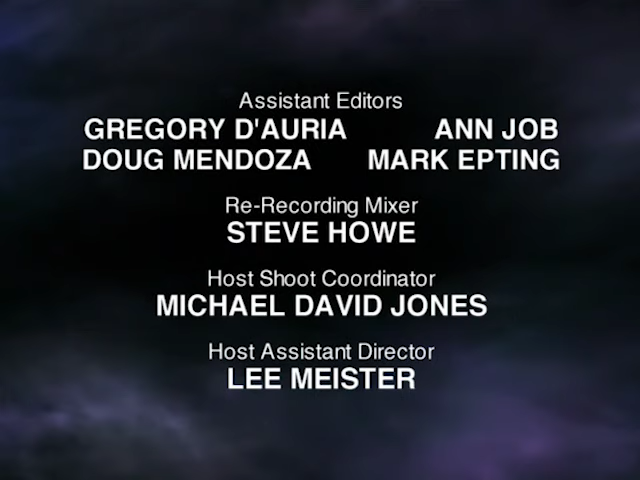 Assistant Editors
GREGORY D'AURIA ANN JOB
DOUG MENDOZA MARK EPTING
Re-Recording Mixer
STEVE HOWE
Host Shoot Coordinator
MICHAEL DAVID JONES
Host Assistant Director
LEE MEISTER